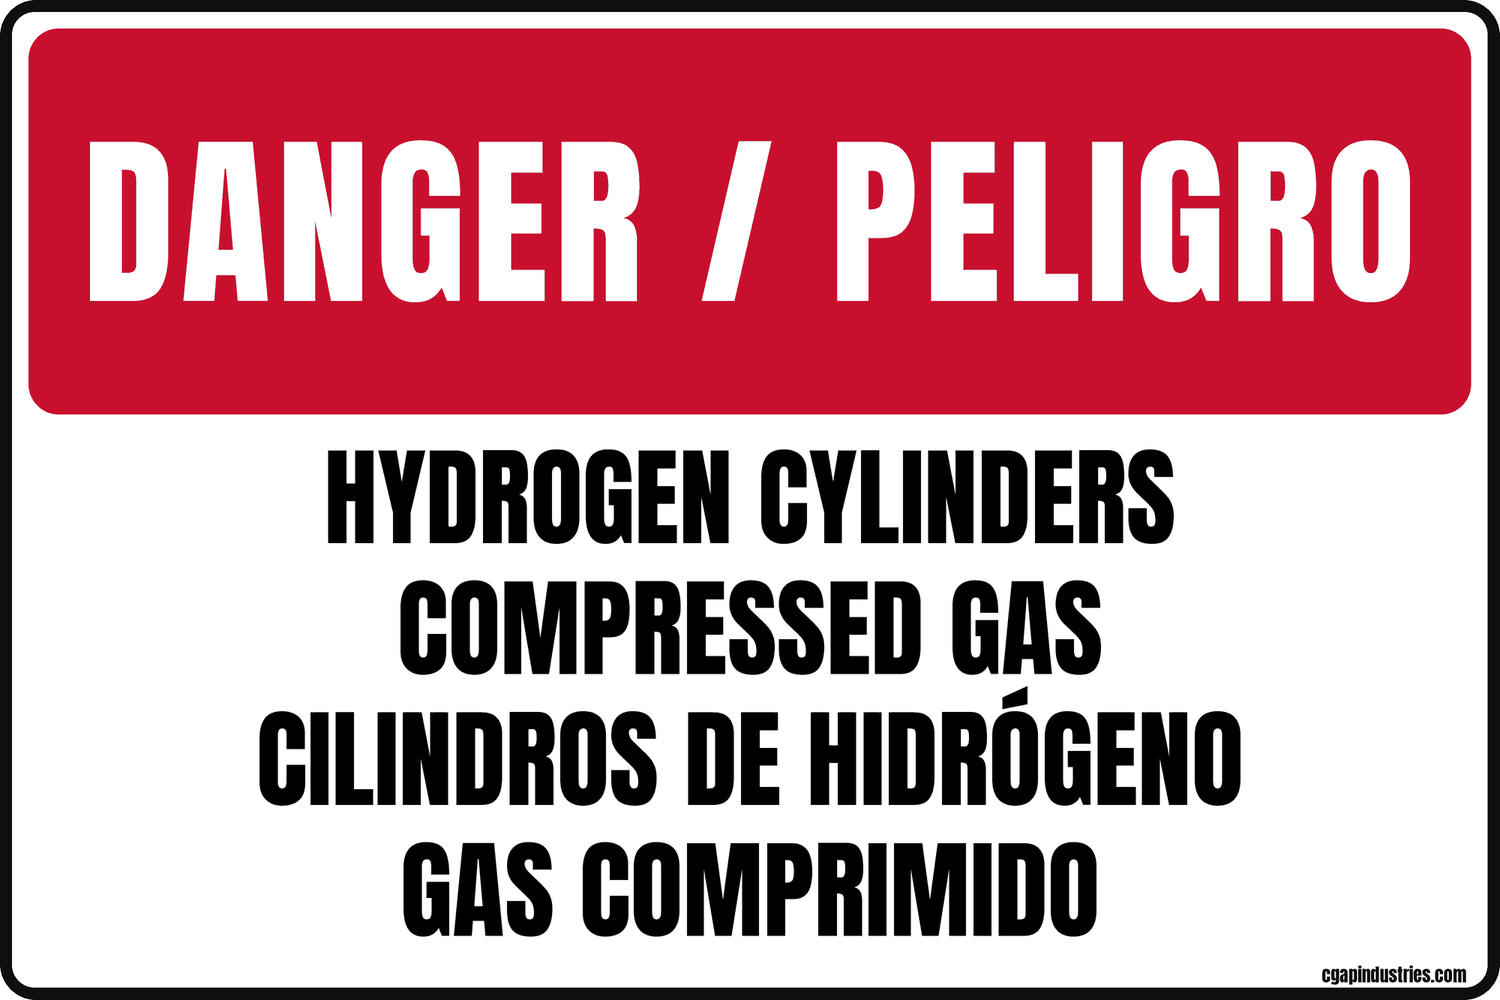 DANGER / PELIGRO
HYDROGEN CYLINDERS
COMPRESSED GAS
CILINDROS DE HIDRÓGENO
GAS COMPRIMIDO
cgapindustries.com